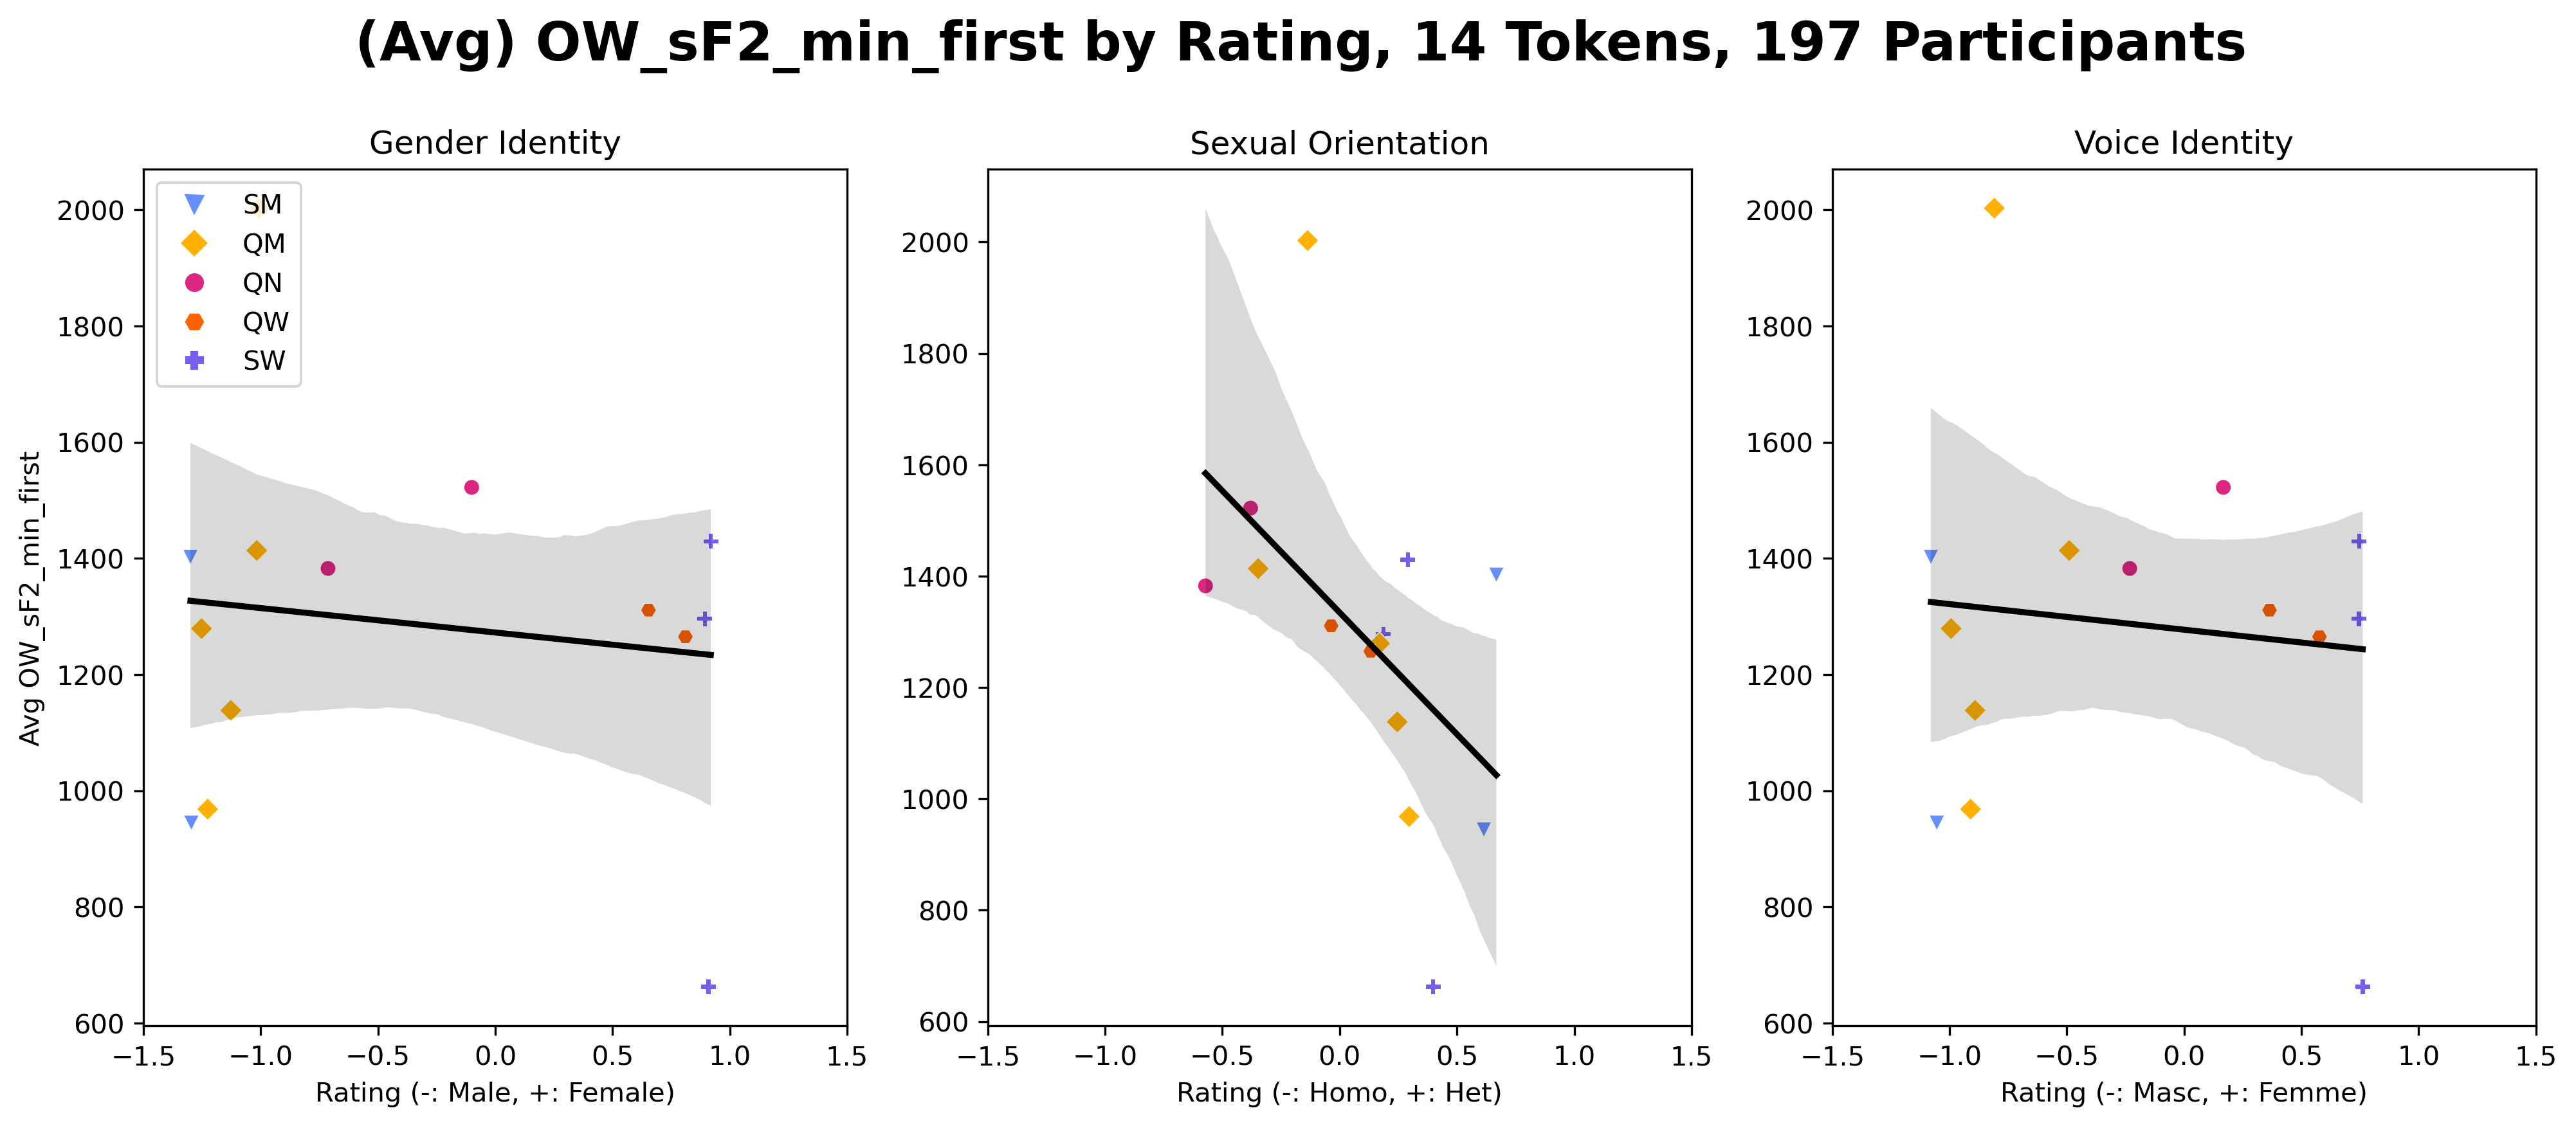 (Avg) OW_sF2_min_first by Rating, 14 Tokens, 197 Participants
Gender Identity
Sexual Orientation
Voice Identity
SM
QM
QN
QW
SW
Avg OW_sF2_min_first
2000
1800
1600
1400
1200
1000
800
600
−1.5 −1.0 −0.5 0.0 0.5 1.0 1.5
Rating (-: Male, +: Female)
2000
1800
1600
1400
1200
1000
800
600
−1.5 −1.0 −0.5 0.0 0.5 1.0 1.5
Rating (-: Homo, +: Het)
2000
1800
1600
1400
1200
1000
800
600
−1.5 −1.0 −0.5 0.0 0.5 1.0 1.5
Rating (-: Masc, +: Femme)